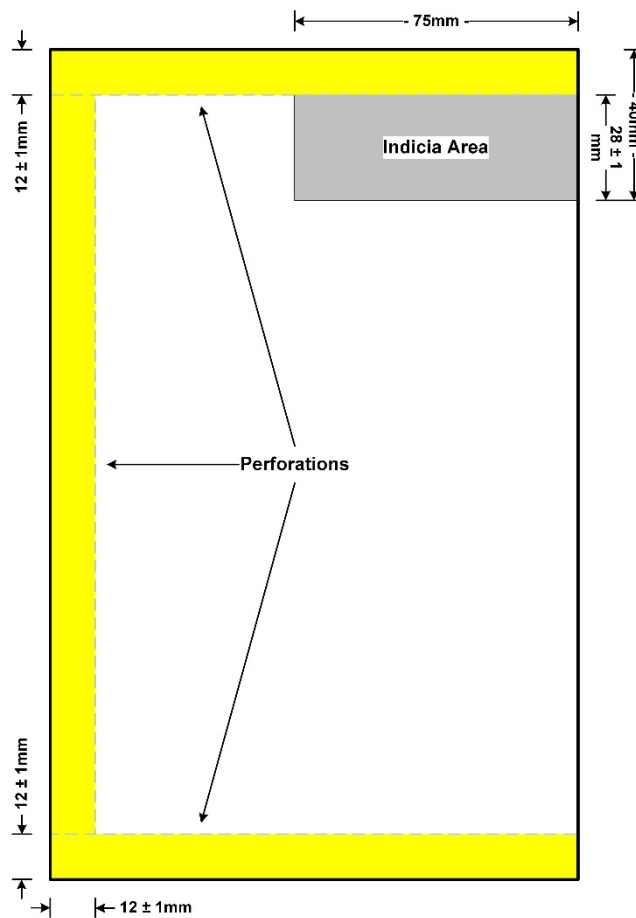 - 75mm -
- 40mm -
28 ± 1
mm
12 ± 1mm
Indicia Area
Perforations
12 ± 1mm
12 ± 1mm